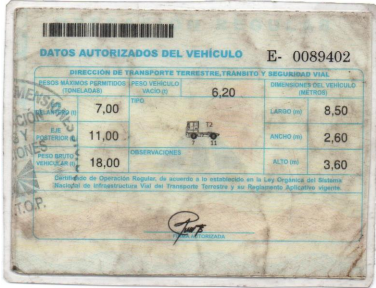 DATOS AUTORIZADOS DEL VEHÍCULO E- 0089402
DIRECCIÓN DE TRANSPORTE TERRESTRE, TRÁNSITO Y SEGURIDAD VIAL
PESOS MÁXIMOS PERMITIDOS (TONELADAS)
PESO VEHÍCULO VACIO (t) 6,20
DIMENSIONES DEL VEHÍCULO (METROS)
7,00
TIPO
LARGO (m) 8,50
EJE POSTERIOR 11,00
ANCHO (m) 2,60
PESO BRUTO VEHICULAR (t) 18,00
OBSERVACIONES
ALTO (m) 3,60
Certificado de Operación Regular, de acuerdo a lo establecido en la Ley Orgánica del Sistema
Nacional de Infraestructura Vial del Transporte Terrestre y su Reglamento Aplicativo vigente.